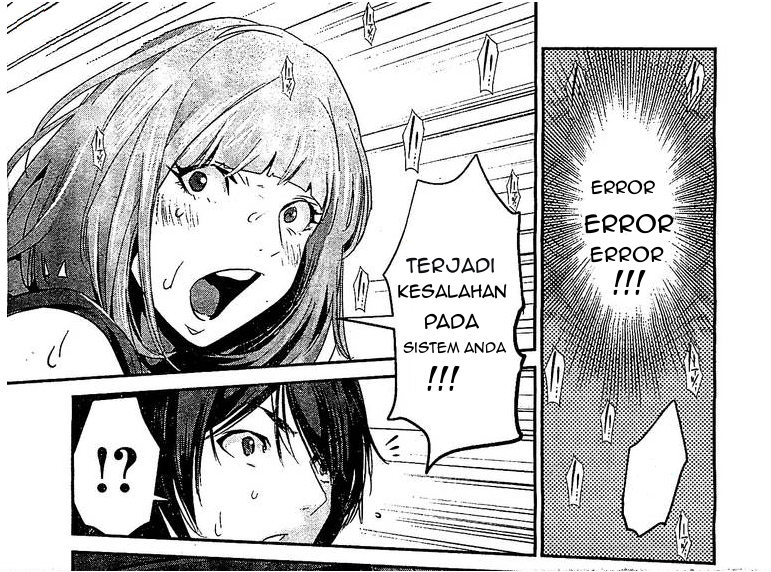 ERROR
ERROR
ERROR
!!!
TERJADI
KESALAHAN
PADA
SISTEM ANDA
!!!
!?